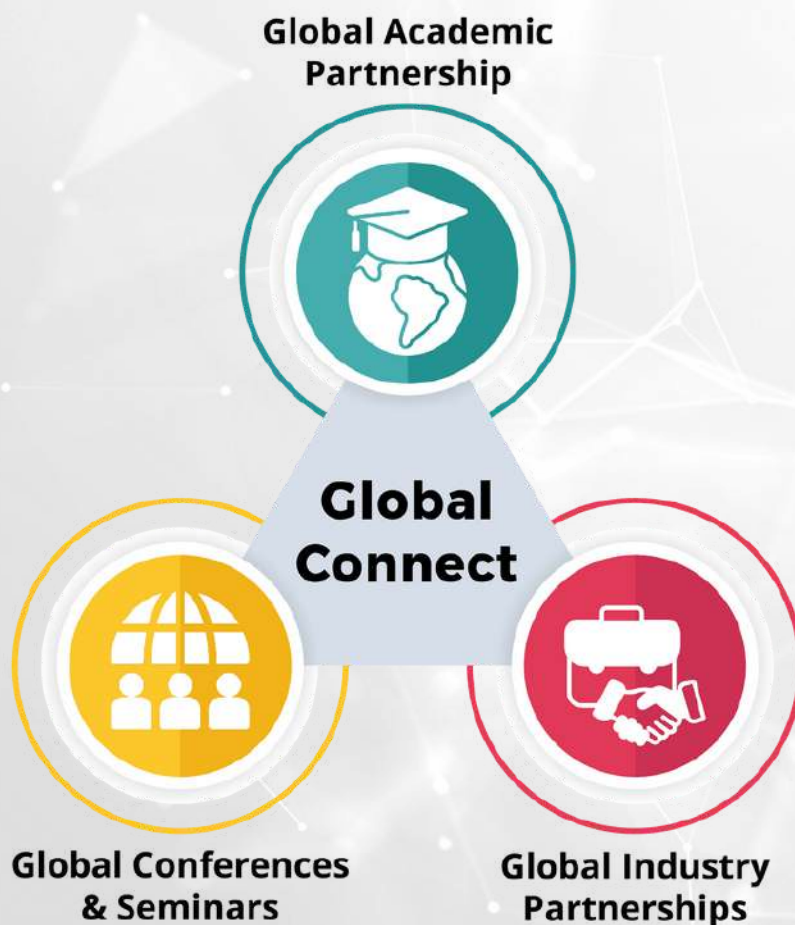 Global Academic
Partnership
Global
Connect
Global Conferences
& Seminars
Global Industry
Partnerships